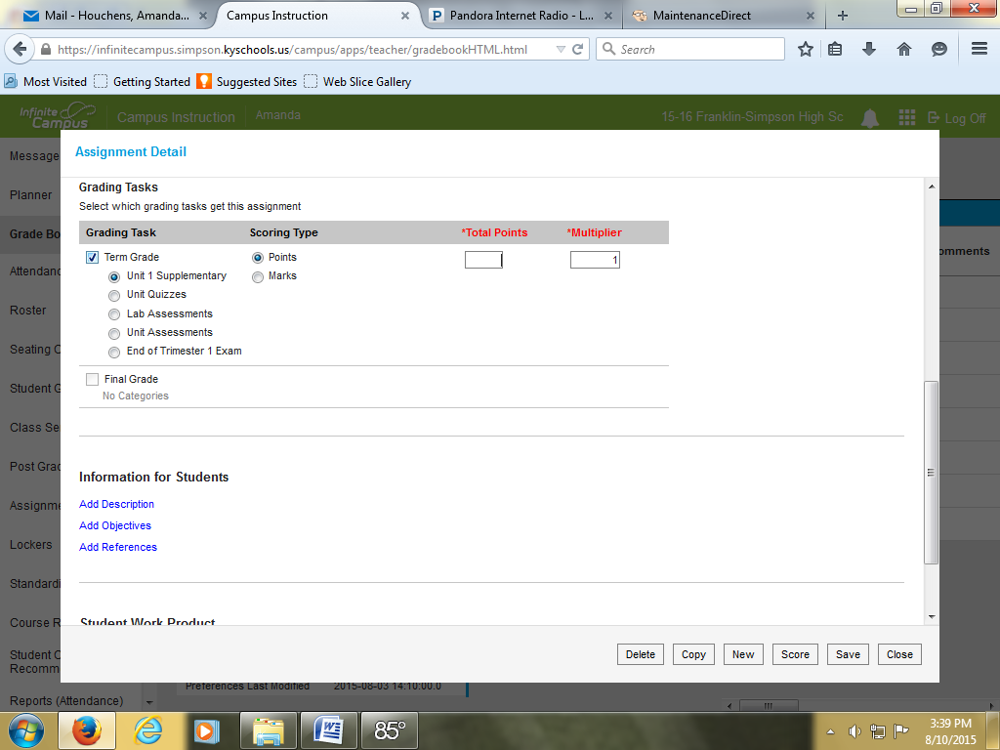 Mail - Houchens, Amanda... Campus Instruction Pandora Internet Radio - L... MaintenanceDirect
https://infinitecampus.simpson.kyschools.us/campus/apps/teacher/gradebookHTML.html Search
Most Visited Getting Started Suggested Sites Web Slice Gallery
Infinite Campus Campus Instruction Amanda 15-16 Franklin-Simpson High Sc Log Off
Message
Planner
Grade Bo
Attendanc
Roster
Seating C
Student G
Class Se
Post Grad
Assignme
Lockers
Standardi
Course R
Student C
Recomm
Reports (Attendance)
omments
Assignment Detail
Grading Tasks
Select which grading tasks get this assignment
Grading Task Scoring Type *Total Points *Multiplier
Term Grade Points 1
Unit 1 Supplementary Marks
Unit Quizzes
Lab Assessments
Unit Assessments
End of Trimester 1 Exam
Final Grade
No Categories
Information for Students
Add Description
Add Objectives
Add References
Student Work Product
Delete Copy New Score Save Close
Preferences Last Modified 2015-08-03 14:10:00.0
85°
3:39 PM
8/10/2015